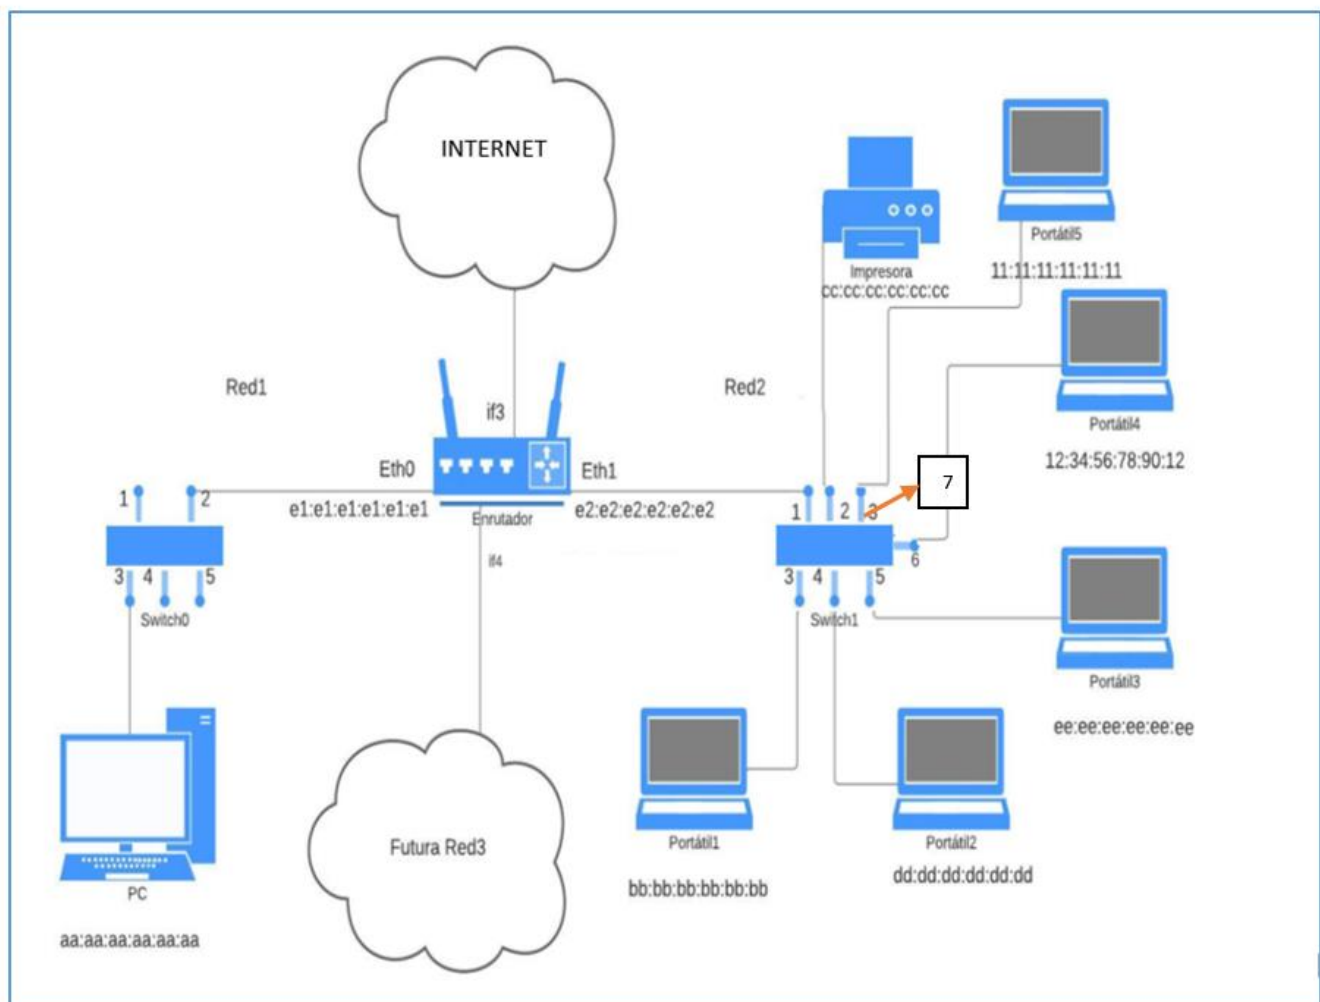 INTERNET
Impresora
cc:cc:cc:cc:cc:cc
Portátil5
11:11:11:11:11:11
Portátil4
12:34:56:78:90:12
Red1
Red2
if3
Eth0
Eth1
e1:e1:e1:e1:e1:e1
Enrutador
e2:e2:e2:e2:e2:e2
if4
1
2
3
4
5
Switch0
1
2
3
7
6
3
4
5
Switch1
Portátil3
ee:ee:ee:ee:ee:ee
PC
aa:aa:aa:aa:aa:aa
Futura Red3
Portátil1
bb:bb:bb:bb:bb:bb
Portátil2
dd:dd:dd:dd:dd:dd